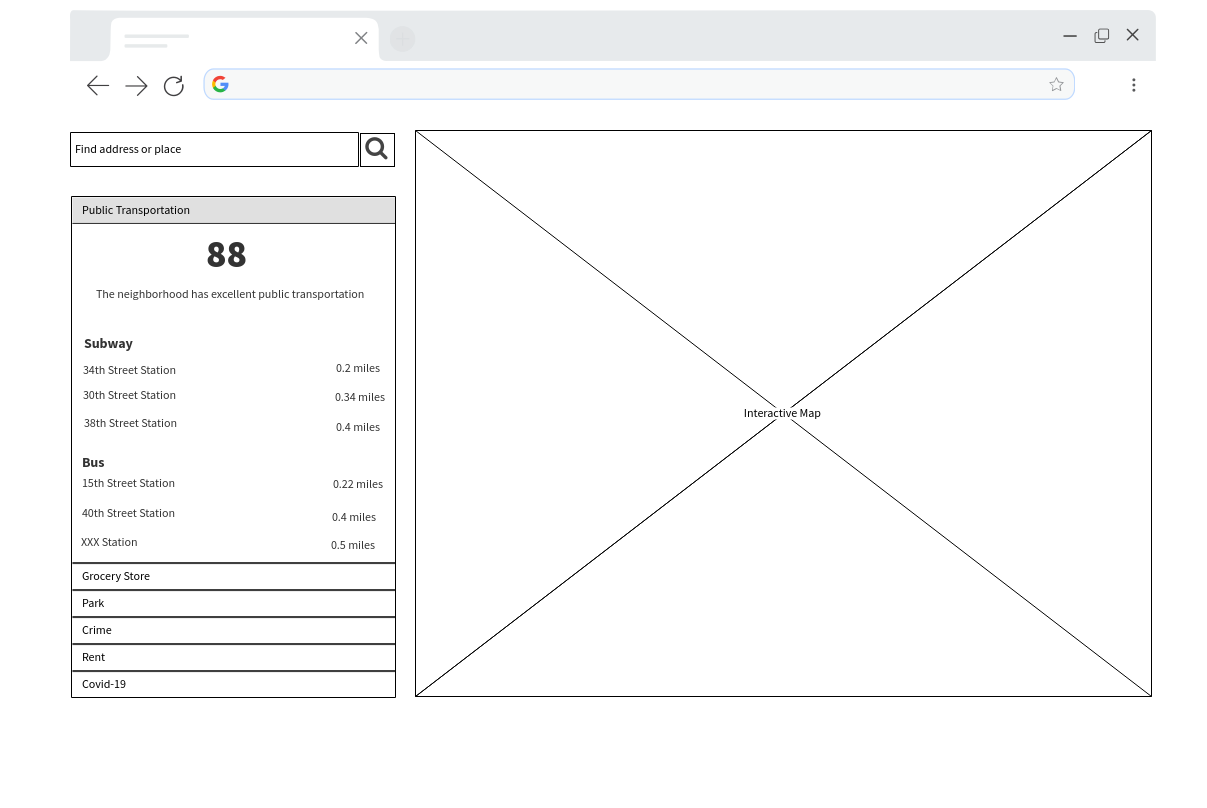 Find address or place
Public Transportation
88
The neighborhood has excellent public transportation
Subway
34th Street Station 0.2 miles
30th Street Station 0.34 miles
38th Street Station 0.4 miles
Bus
15th Street Station 0.22 miles
40th Street Station 0.4 miles
XXX Station 0.5 miles
Grocery Store
Park
Crime
Rent
Covid-19
Interactive Map